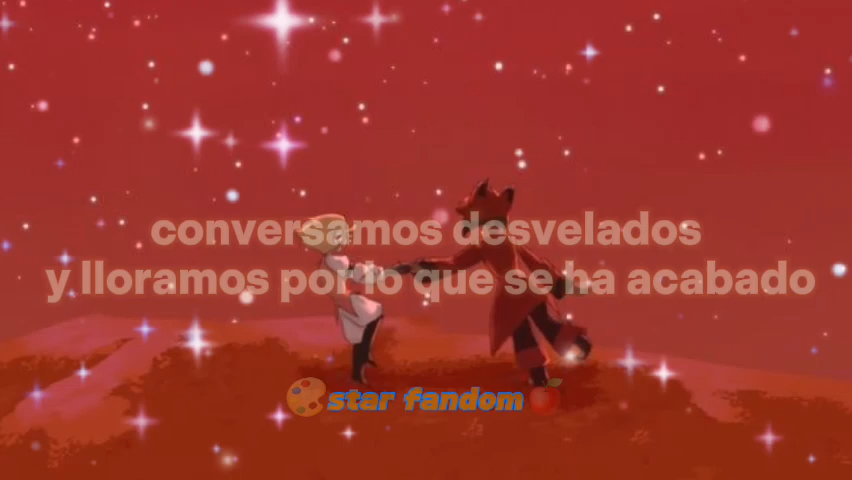 conversamos desvelados
y lloramos por lo que se ha acabado
star fandom